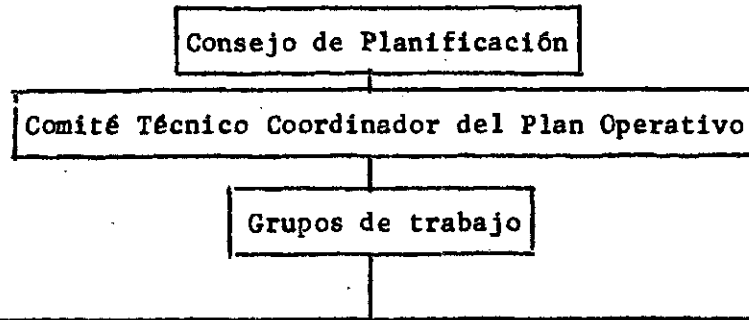 Consejo de Planificación
Comité Técnico Coordinador del Plan Operativo
Grupos de trabajo